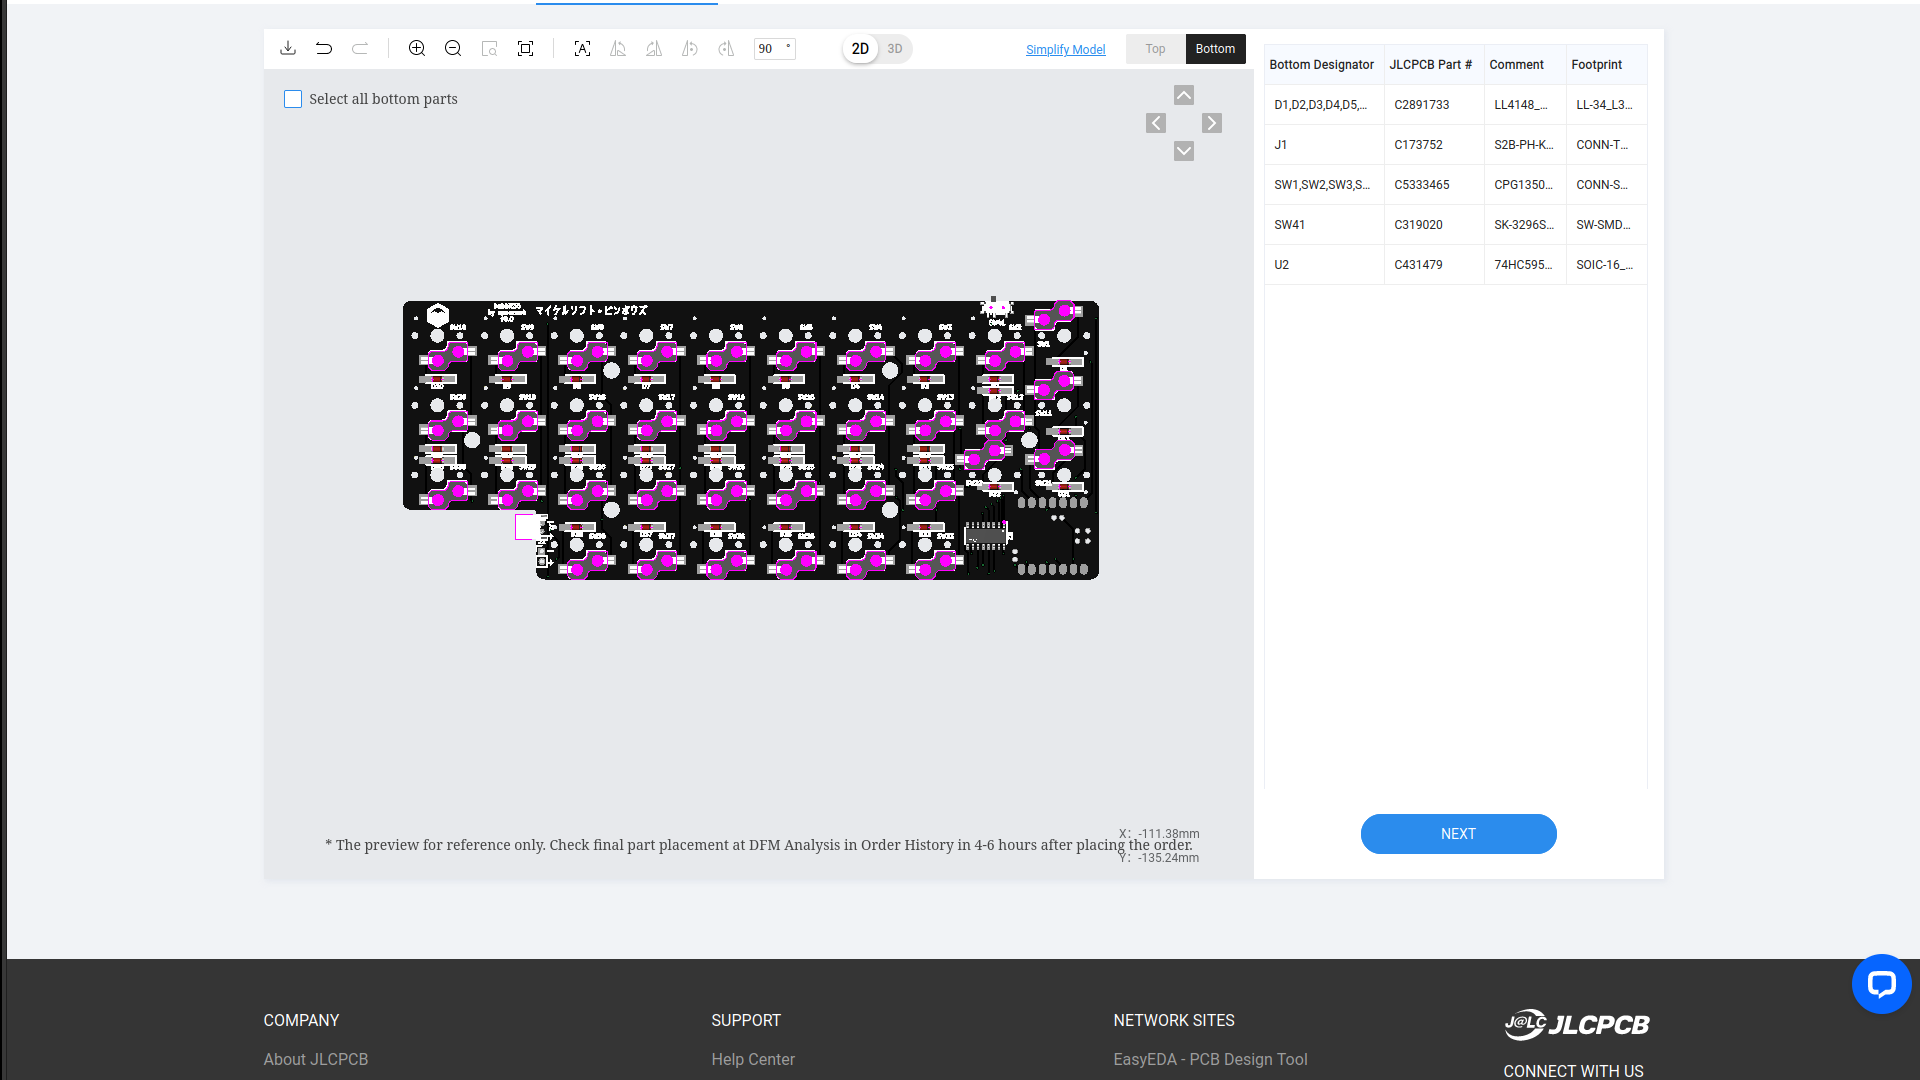 90 °
2D
3D
Simplify Model
Top
Bottom
Select all bottom parts
Bottom Designator JLCPCB Part # Comment Footprint
D1,D2,D3,D4,D5,... C2891733 LL4148_... LL-34_L3...
J1 C173752 S2B-PH-K... CONN-T...
SW1,SW2,SW3,S... C5333465 CPG1350... CONN-S...
SW41 C319020 SK-3296S... SW-SMD...
U2 C431479 74HC595... SOIC-16_...
マイケルソフト・ビンボウズ
X: -111.38mm
* The preview for reference only. Check final part placement at DFM Analysis in Order History in 4-6 hours after placing the order.
Y: -135.24mm
NEXT
COMPANY
SUPPORT
NETWORK SITES
J@LC JLCPCB
About JLCPCB
Help Center
EasyEDA - PCB Design Tool
CONNECT WITH US